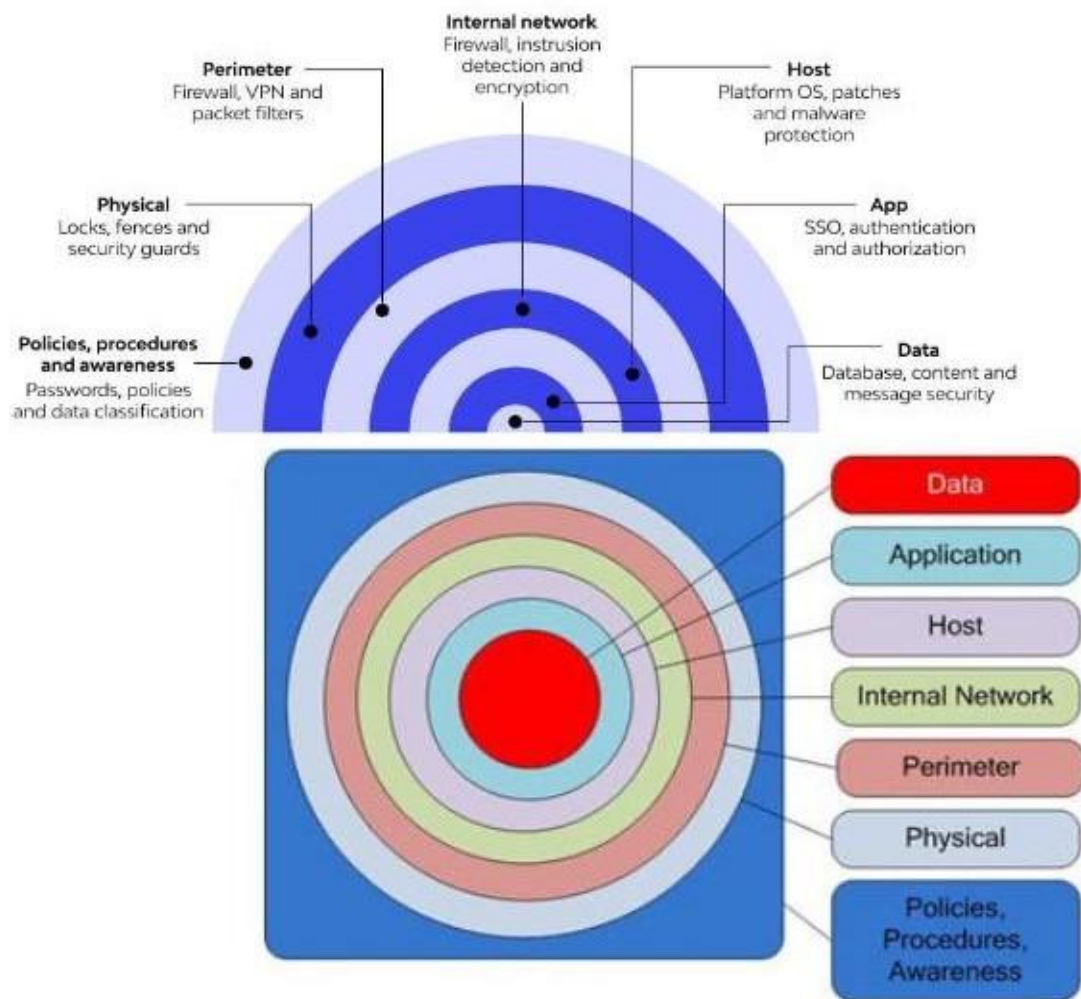 Internal network
Firewall, instrusion
detection and
encryption
Perimeter
Firewall, VPN and
packet filters
Host
Platform OS, patches
and malware
protection
Physical
Locks, fences and
security guards
App
SSO, authentication
and authorization
Policies, procedures
and awareness
Passwords, policies
and data classification
Data
Database, content and
message security
Data
Application
Host
Internal Network
Perimeter
Physical
Policies,
Procedures,
Awareness